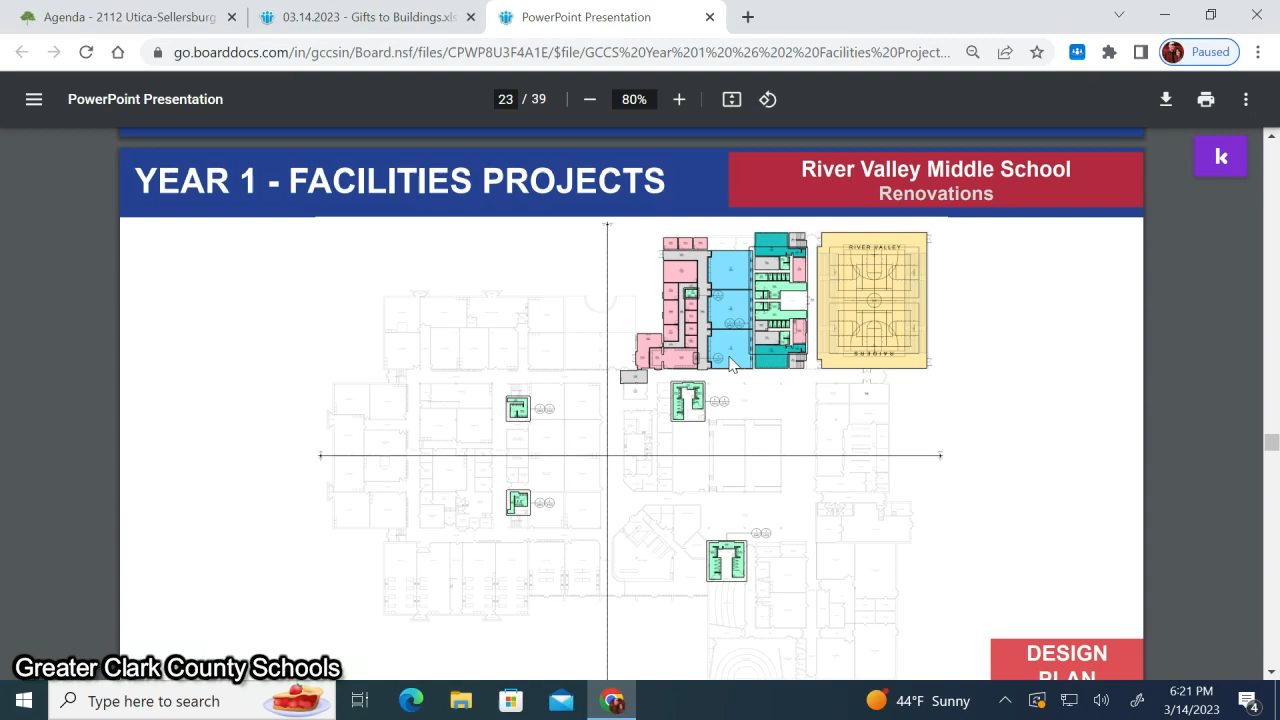 Agenda - 2112 Utica-Sellersburg
03.14.2023 - Gifts to Buildings.xls
PowerPoint Presentation
go.boarddocs.com/in/gccsin/Board.nsf/files/CPWP8U3F4A1E/$file/GCCS%20Year%201%20%26%202%20Facilities%20Project...
Paused
PowerPoint Presentation
23 / 39
80%
k
YEAR 1 - FACILITIES PROJECTS
River Valley Middle School
Renovations
RIVER VALLEY
RAIDERS
DESIGN
PLAN
Greater Clark County Schools
Type here to search
44°F Sunny
6:21 PM
3/14/2023
4